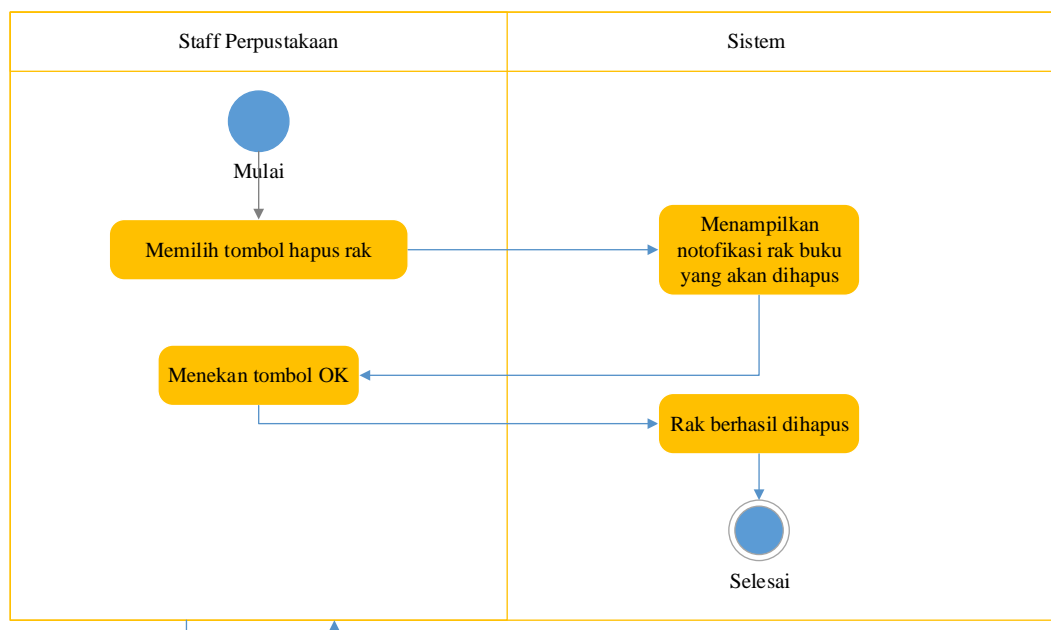 Staff Perpustakaan
Sistem
Mulai
Memilih tombol hapus rak
Menampilkan
notofikasi rak buku
yang akan dihapus
Menekan tombol OK
Rak berhasil dihapus
Selesai